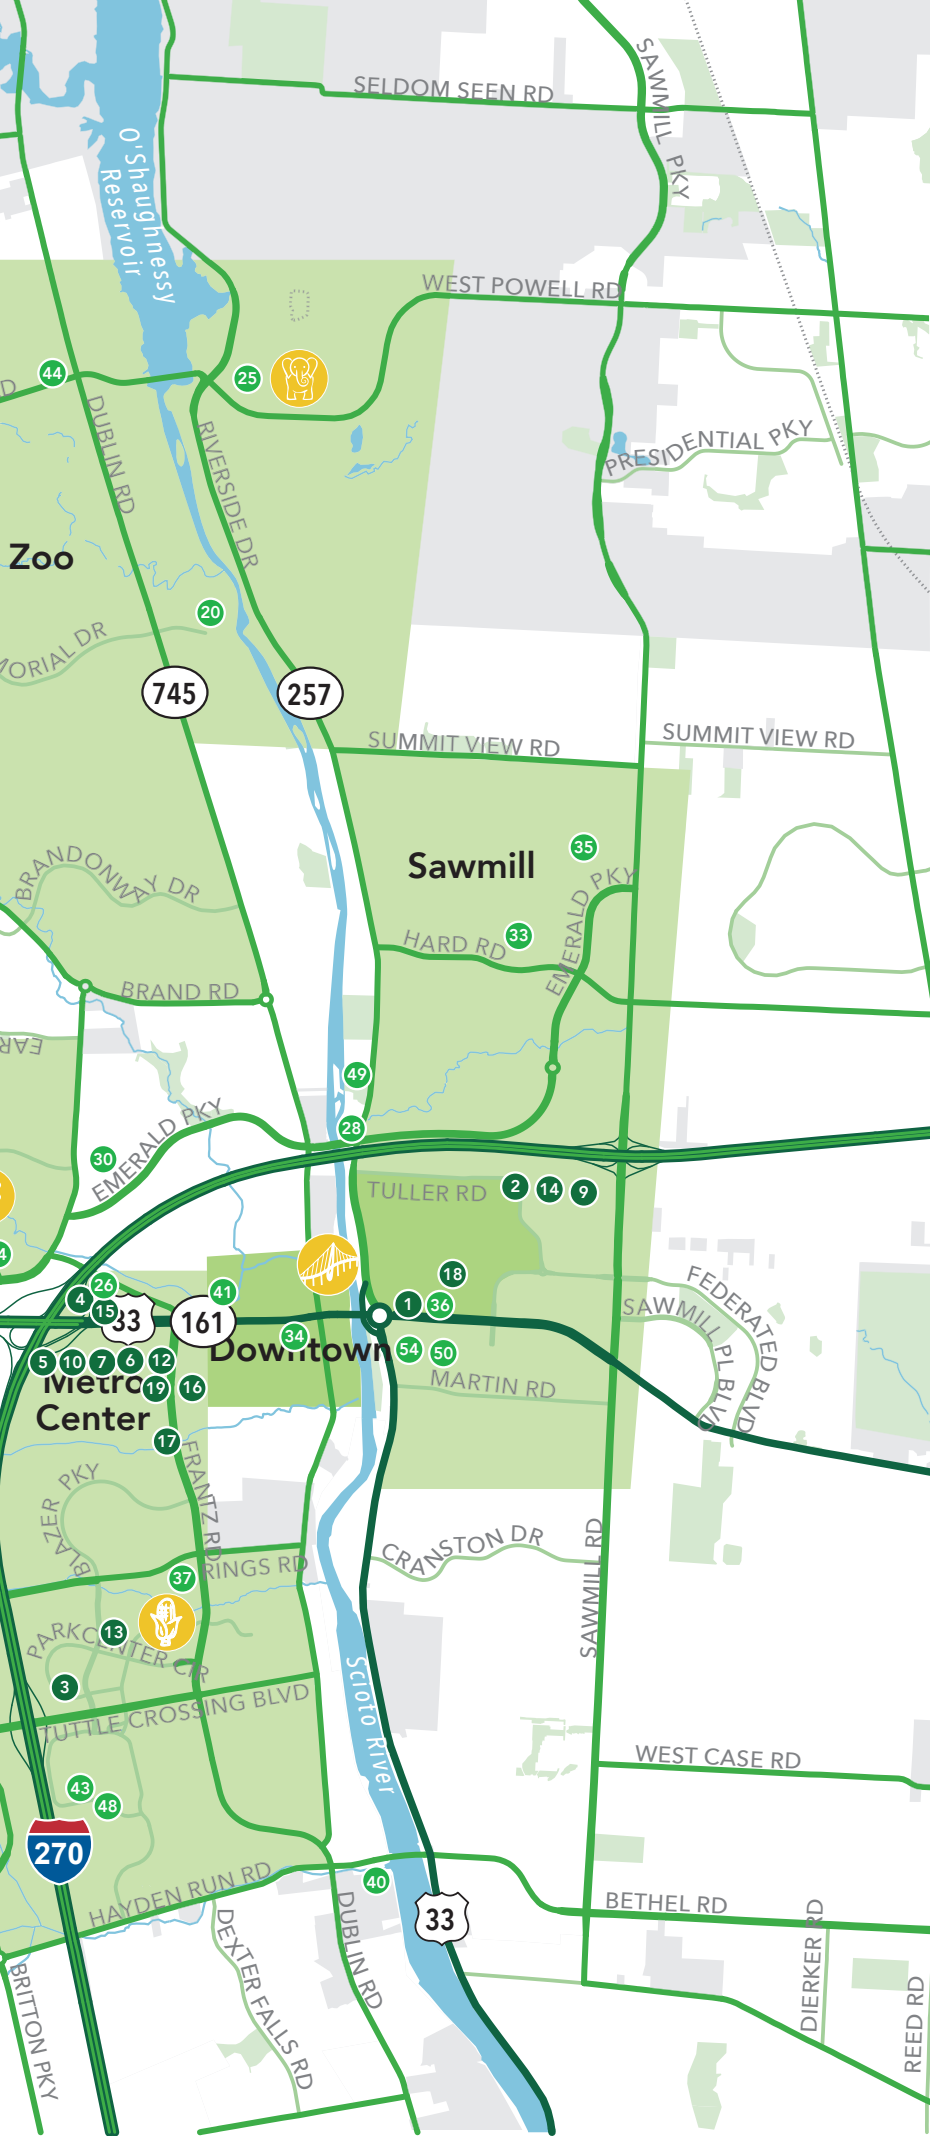 SELDOM SEEN RD
SAWMILL PKY
O'Shaughnessy
Reservoir
WEST POWELL RD
44
25
D
DUBLIN RD
RIVERSIDE DR
PRESIDENTIAL PKY
Zoo
20
MORIAL DR
745
257
SUMMIT VIEW RD
SUMMIT VIEW RD
35
Sawmill
EMERALD PKY
BRANDONWAY DR
33
HARD RD
BRAND RD
EAR
49
28
EMERALD PKY
30
TULLER RD
2
14
9
4
18
26
41
4
15
33
161
1
36
34
Downtown
54
50
5
10
7
6
12
Metro
Center
19
16
MARTIN RD
FEDERATED BLVD
SAWMILL PL BLVD
17
FRANTZ RD
BLAZER PKY
CRANSTON DR
SAWMILL RD
RINGS RD
37
13
PARKCENTER CIR
3
TUTTLE CROSSING BLVD
Scioto River
WEST CASE RD
43
48
270
HAYDEN RUN RD
40
33
BETHEL RD
DUBLIN RD
DEXTER FALLS RD
BRITTON PKY
DIERKER RD
REED RD